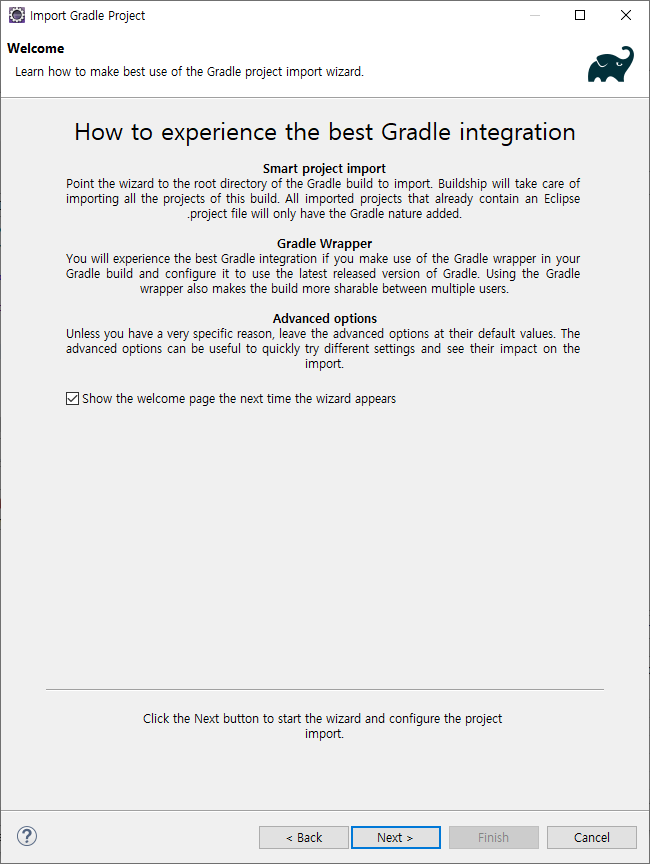 Import Gradle Project
Welcome
Learn how to make best use of the Gradle project import wizard.
How to experience the best Gradle integration
Smart project import
Point the wizard to the root directory of the Gradle build to import. Buildship will take care of
importing all the projects of this build. All imported projects that already contain an Eclipse
.project file will only have the Gradle nature added.
Gradle Wrapper
You will experience the best Gradle integration if you make use of the Gradle wrapper in your
Gradle build and configure it to use the latest released version of Gradle. Using the Gradle
wrapper also makes the build more sharable between multiple users.
Advanced options
Unless you have a very specific reason, leave the advanced options at their default values. The
advanced options can be useful to quickly try different settings and see their impact on the
import.
Show the welcome page the next time the wizard appears
Click the Next button to start the wizard and configure the project
import.
?
< Back
Next >
Finish
Cancel